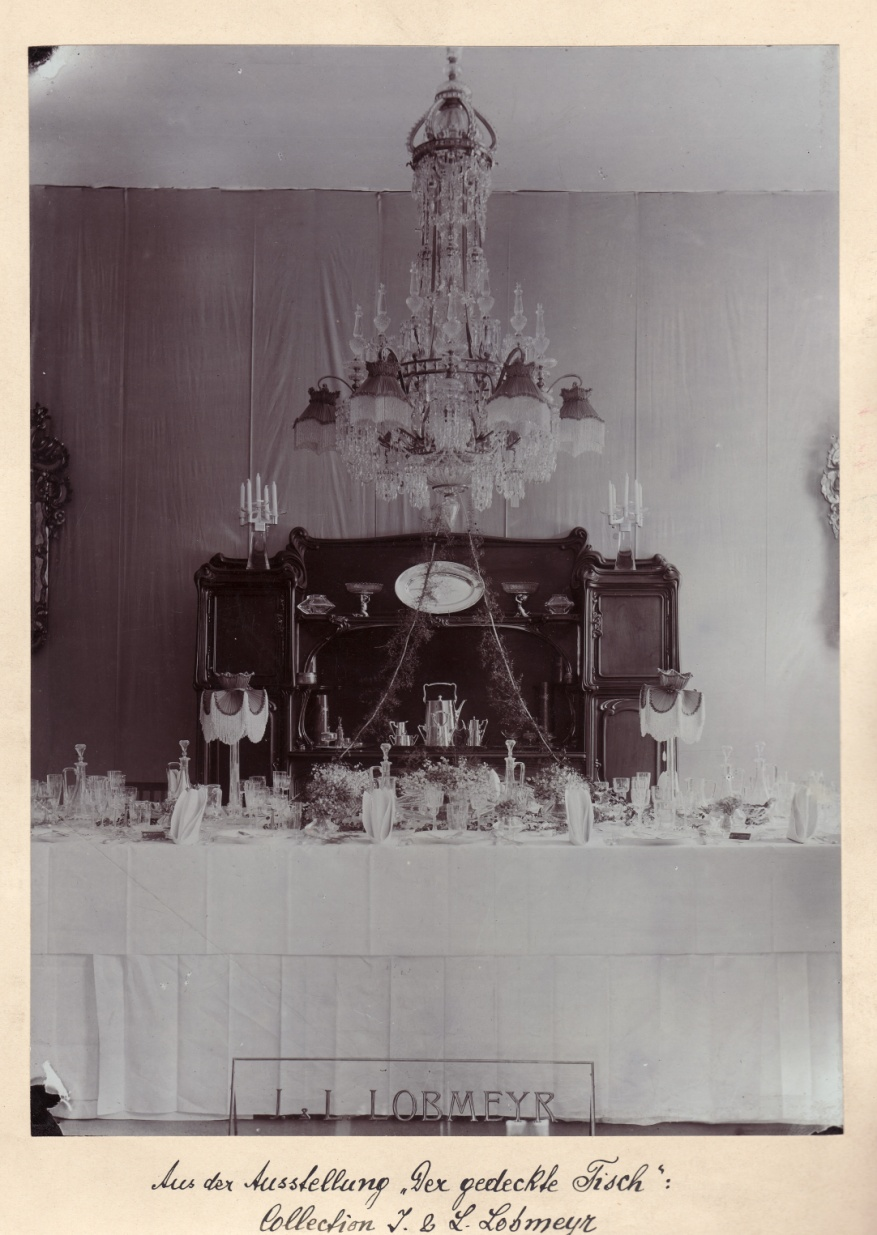 J. & L. LOBMEYR
Aus der Ausstellung „Der gedeckte Tisch“:
Collection J. & L. Lobmeyr